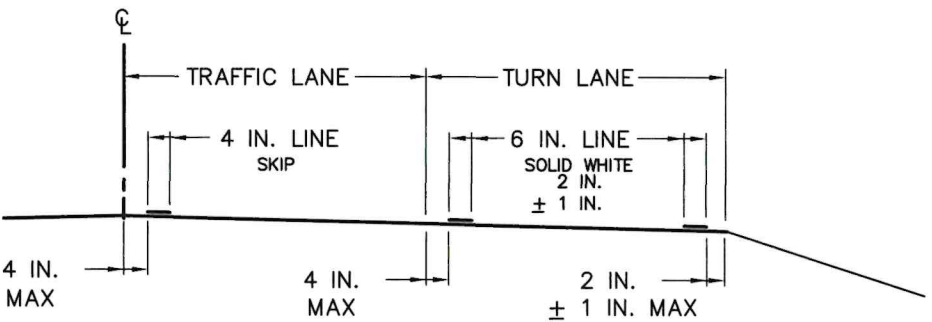 ℄
TRAFFIC LANE
TURN LANE
4 IN. LINE
SKIP
6 IN. LINE
SOLID WHITE
2 IN.
± 1 IN.
4 IN.
MAX
4 IN.
MAX
2 IN.
± 1 IN. MAX